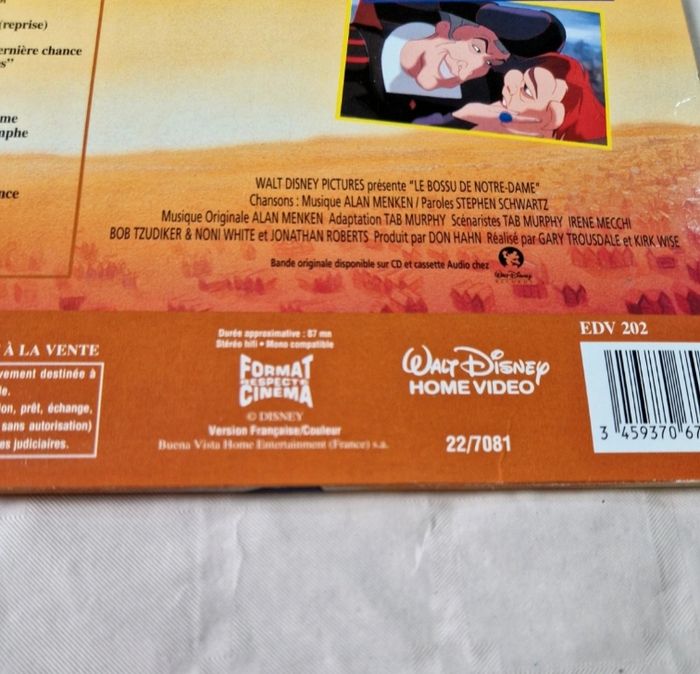 (reprise)
ernière chance
s"
me
mphe
nce
WALT DISNEY PICTURES présente "LE BOSSU DE NOTRE-DAME"
Chansons : Musique ALAN MENKEN / Paroles STEPHEN SCHWARTZ
Musique Originale ALAN MENKEN Adaptation TAB MURPHY Scénaristes TAB MURPHY IRENE MECCHI
BOB TZUDIKER & NONI WHITE et JONATHAN ROBERTS Produit par DON HAHN Réalisé par GARY TROUSDALE et KIRK WISE
Bande originale disponible sur CD et cassette Audio chez
Walt Disney
RECORDS
À LA VENTE
vement destinée à
le.
ion, prêt, échange,
sans autorisation)
es judiciaires.
Durée approximative : 87 mn
Stéréo hifi • Mono compatible
FORMAT
RESPECTE
CINEMA
© DISNEY
Version Française/Couleur
Buena Vista Home Entertainment (France) s.a.
WALT DISNEY
HOME VIDEO
22/7081
EDV 202
3 459370 67